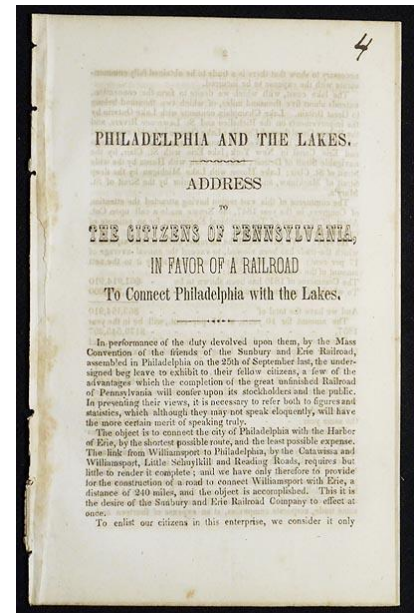 4
PHILADELPHIA AND THE LAKES.
ADDRESS
TO
THE CITIZENS OF PENNSYLVANIA,
IN FAVOR OF A RAILROAD
To Connect Philadelphia with the Lakes.
In performance of the duty devolved upon them, by the Mass
Convention of the friends of the Sunbury and Erie Railroad,
assembled in Philadelphia on the 25th of September last, the under-
signed beg leave to exhibit to their fellow citizens, a few of the
advantages which the completion of the great unfinished Railroad
of Pennsylvania will confer upon its stockholders and the public.
In presenting their views, it is necessary to refer both to figures and
statistics, which although they may not speak eloquently, will have
the more certain merit of speaking truly.
The object is to connect the city of Philadelphia with the Harbor
of Erie, by the shortest possible route, and the least possible expense.
The link from Williamsport to Philadelphia, by the Catawissa and
Williamsport, Little Schuylkill and Reading Roads, requires but
little to render it complete; and we have only therefore to provide
for the construction of a road to connect Williamsport with Erie, a
distance of 240 miles, and the object is accomplished. This it is
the desire of the Sunbury and Erie Railroad Company to effect at
once.
To enlist our citizens in this enterprise, we consider it only